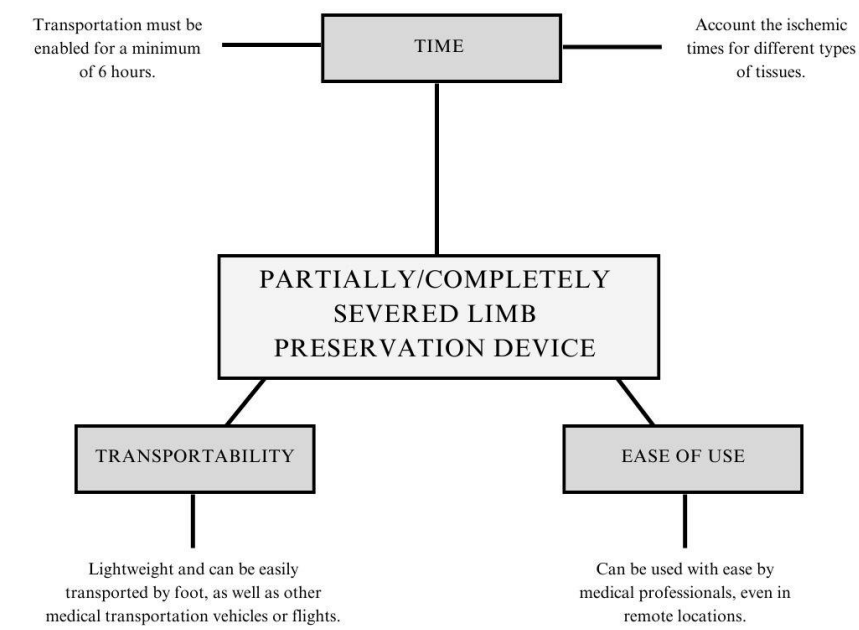 Transportation must be
enabled for a minimum
of 6 hours.
TIME
Account the ischemic
times for different types
of tissues.
PARTIALLY/COMPLETELY
SEVERED LIMB
PRESERVATION DEVICE
TRANSPORTABILITY
EASE OF USE
Lightweight and can be easily
transported by foot, as well as other
medical transportation vehicles or flights.
Can be used with ease by
medical professionals, even in
remote locations.